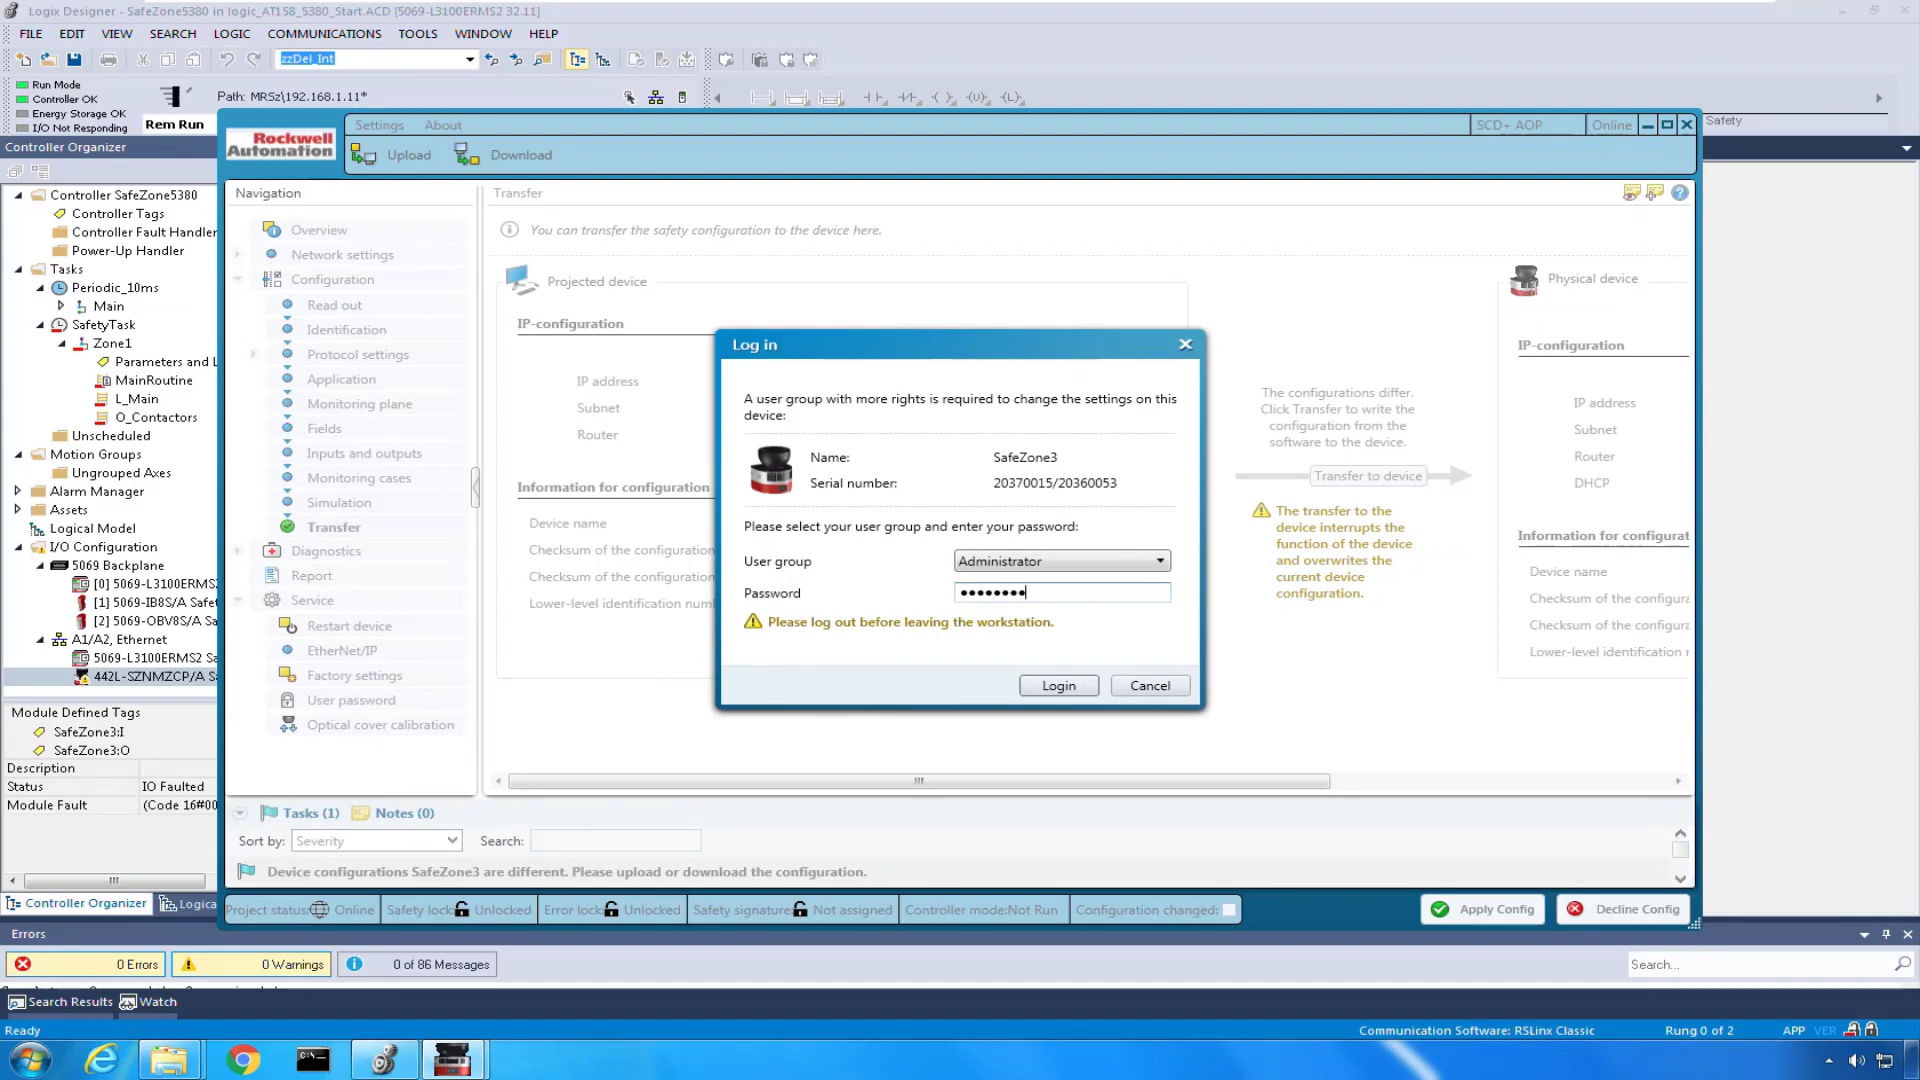 Logix Designer - SafeZone5380 in logic_AT158_5380_Start.ACD [5069-L3100ERMS2 32.11]
FILE EDIT VIEW SEARCH LOGIC COMMUNICATIONS TOOLS WINDOW HELP
zzDel_Int
Run Mode
Controller OK
Energy Storage OK
I/O Not Responding
Rem Run
Path: MRSz\192.168.1.11*
Safety
Controller Organizer
Controller SafeZone5380
Controller Tags
Controller Fault Handler
Power-Up Handler
Tasks
Periodic_10ms
Main
SafetyTask
Zone1
Parameters and L
MainRoutine
L_Main
O_Contactors
Unscheduled
Motion Groups
Ungrouped Axes
Alarm Manager
Assets
Logical Model
I/O Configuration
5069 Backplane
[0] 5069-L3100ERMS2
[1] 5069-IB8S/A Safet
[2] 5069-OBV8S/A Sa
A1/A2, Ethernet
5069-L3100ERMS2 Sa
442L-SZNMZCP/A S
Module Defined Tags
SafeZone3:I
SafeZone3:O
Description
Status IO Faulted
Module Fault (Code 16#00
Controller Organizer Logica
Rockwell
Automation
Settings About
SCD+ AOP Online
Upload Download
Navigation
Overview
Network settings
Configuration
Read out
Identification
Protocol settings
Application
Monitoring plane
Fields
Inputs and outputs
Monitoring cases
Simulation
Transfer
Diagnostics
Report
Service
Restart device
EtherNet/IP
Factory settings
User password
Optical cover calibration
Transfer
You can transfer the safety configuration to the device here.
Projected device
IP-configuration
IP address
Subnet
Router
Information for configuration
Device name
Checksum of the configuration
Checksum of the configuration
Lower-level identification num
Log in
A user group with more rights is required to change the settings on this
device:
Name: SafeZone3
Serial number: 20370015/20360053
Please select your user group and enter your password:
User group Administrator
Password ●●●●●●●●
Please log out before leaving the workstation.
Login Cancel
The configurations differ.
Click Transfer to write the
configuration from the
software to the device.
Transfer to device
The transfer to the
device interrupts the
function of the device
and overwrites the
current device
configuration.
Physical device
IP-configuration
IP address
Subnet
Router
DHCP
Information for configurat
Device name
Checksum of the configura
Checksum of the configura
Lower-level identification r
Tasks (1) Notes (0)
Sort by: Severity Search:
Device configurations SafeZone3 are different. Please upload or download the configuration.
Project status: Online Safety lock: Unlocked Error lock: Unlocked Safety signature: Not assigned Controller mode:Not Run Configuration changed:
Apply Config Decline Config
Errors
0 Errors 0 Warnings 0 of 86 Messages
Search...
Search Results Watch
Ready
Communication Software: RSLinx Classic Rung 0 of 2 APP VER